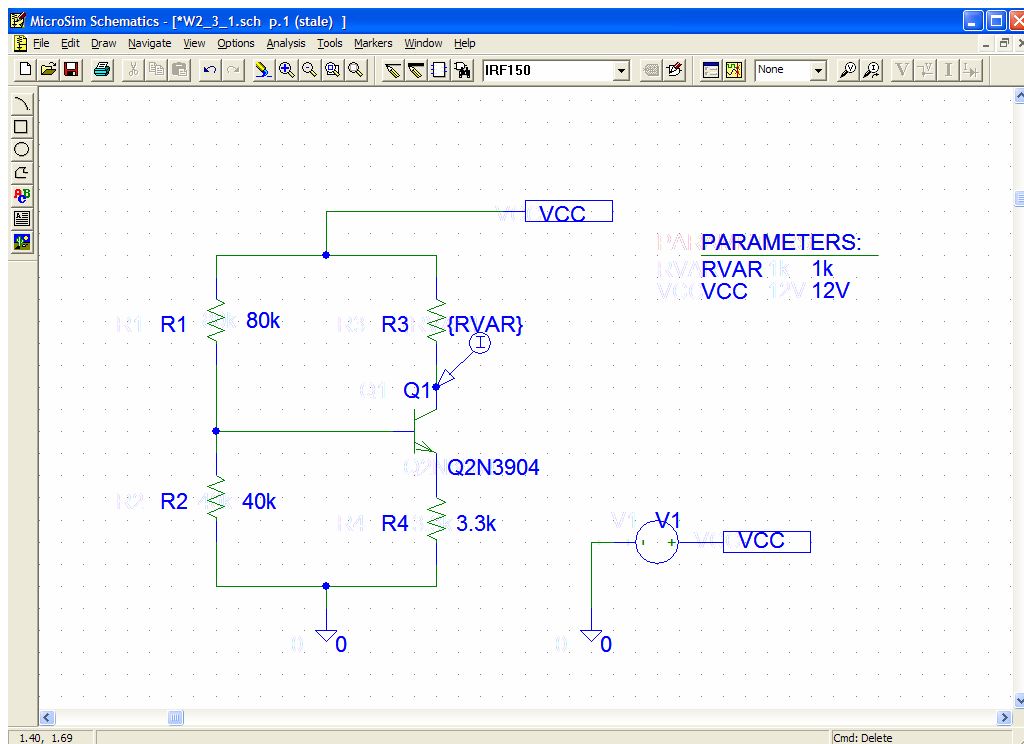 MicroSim Schematics - [*W2_3_1.sch p.1 (stale) ]
File Edit Draw Navigate View Options Analysis Tools Markers Window Help
IRF150 None
VCC
PARAMETERS:
RVAR 1k
VCC 12V
R1 80k R3 {RVAR}
I
Q1
Q2N3904
R2 40k R4 3.3k
V1
- + VCC
0 0
1.40, 1.69 Cmd: Delete